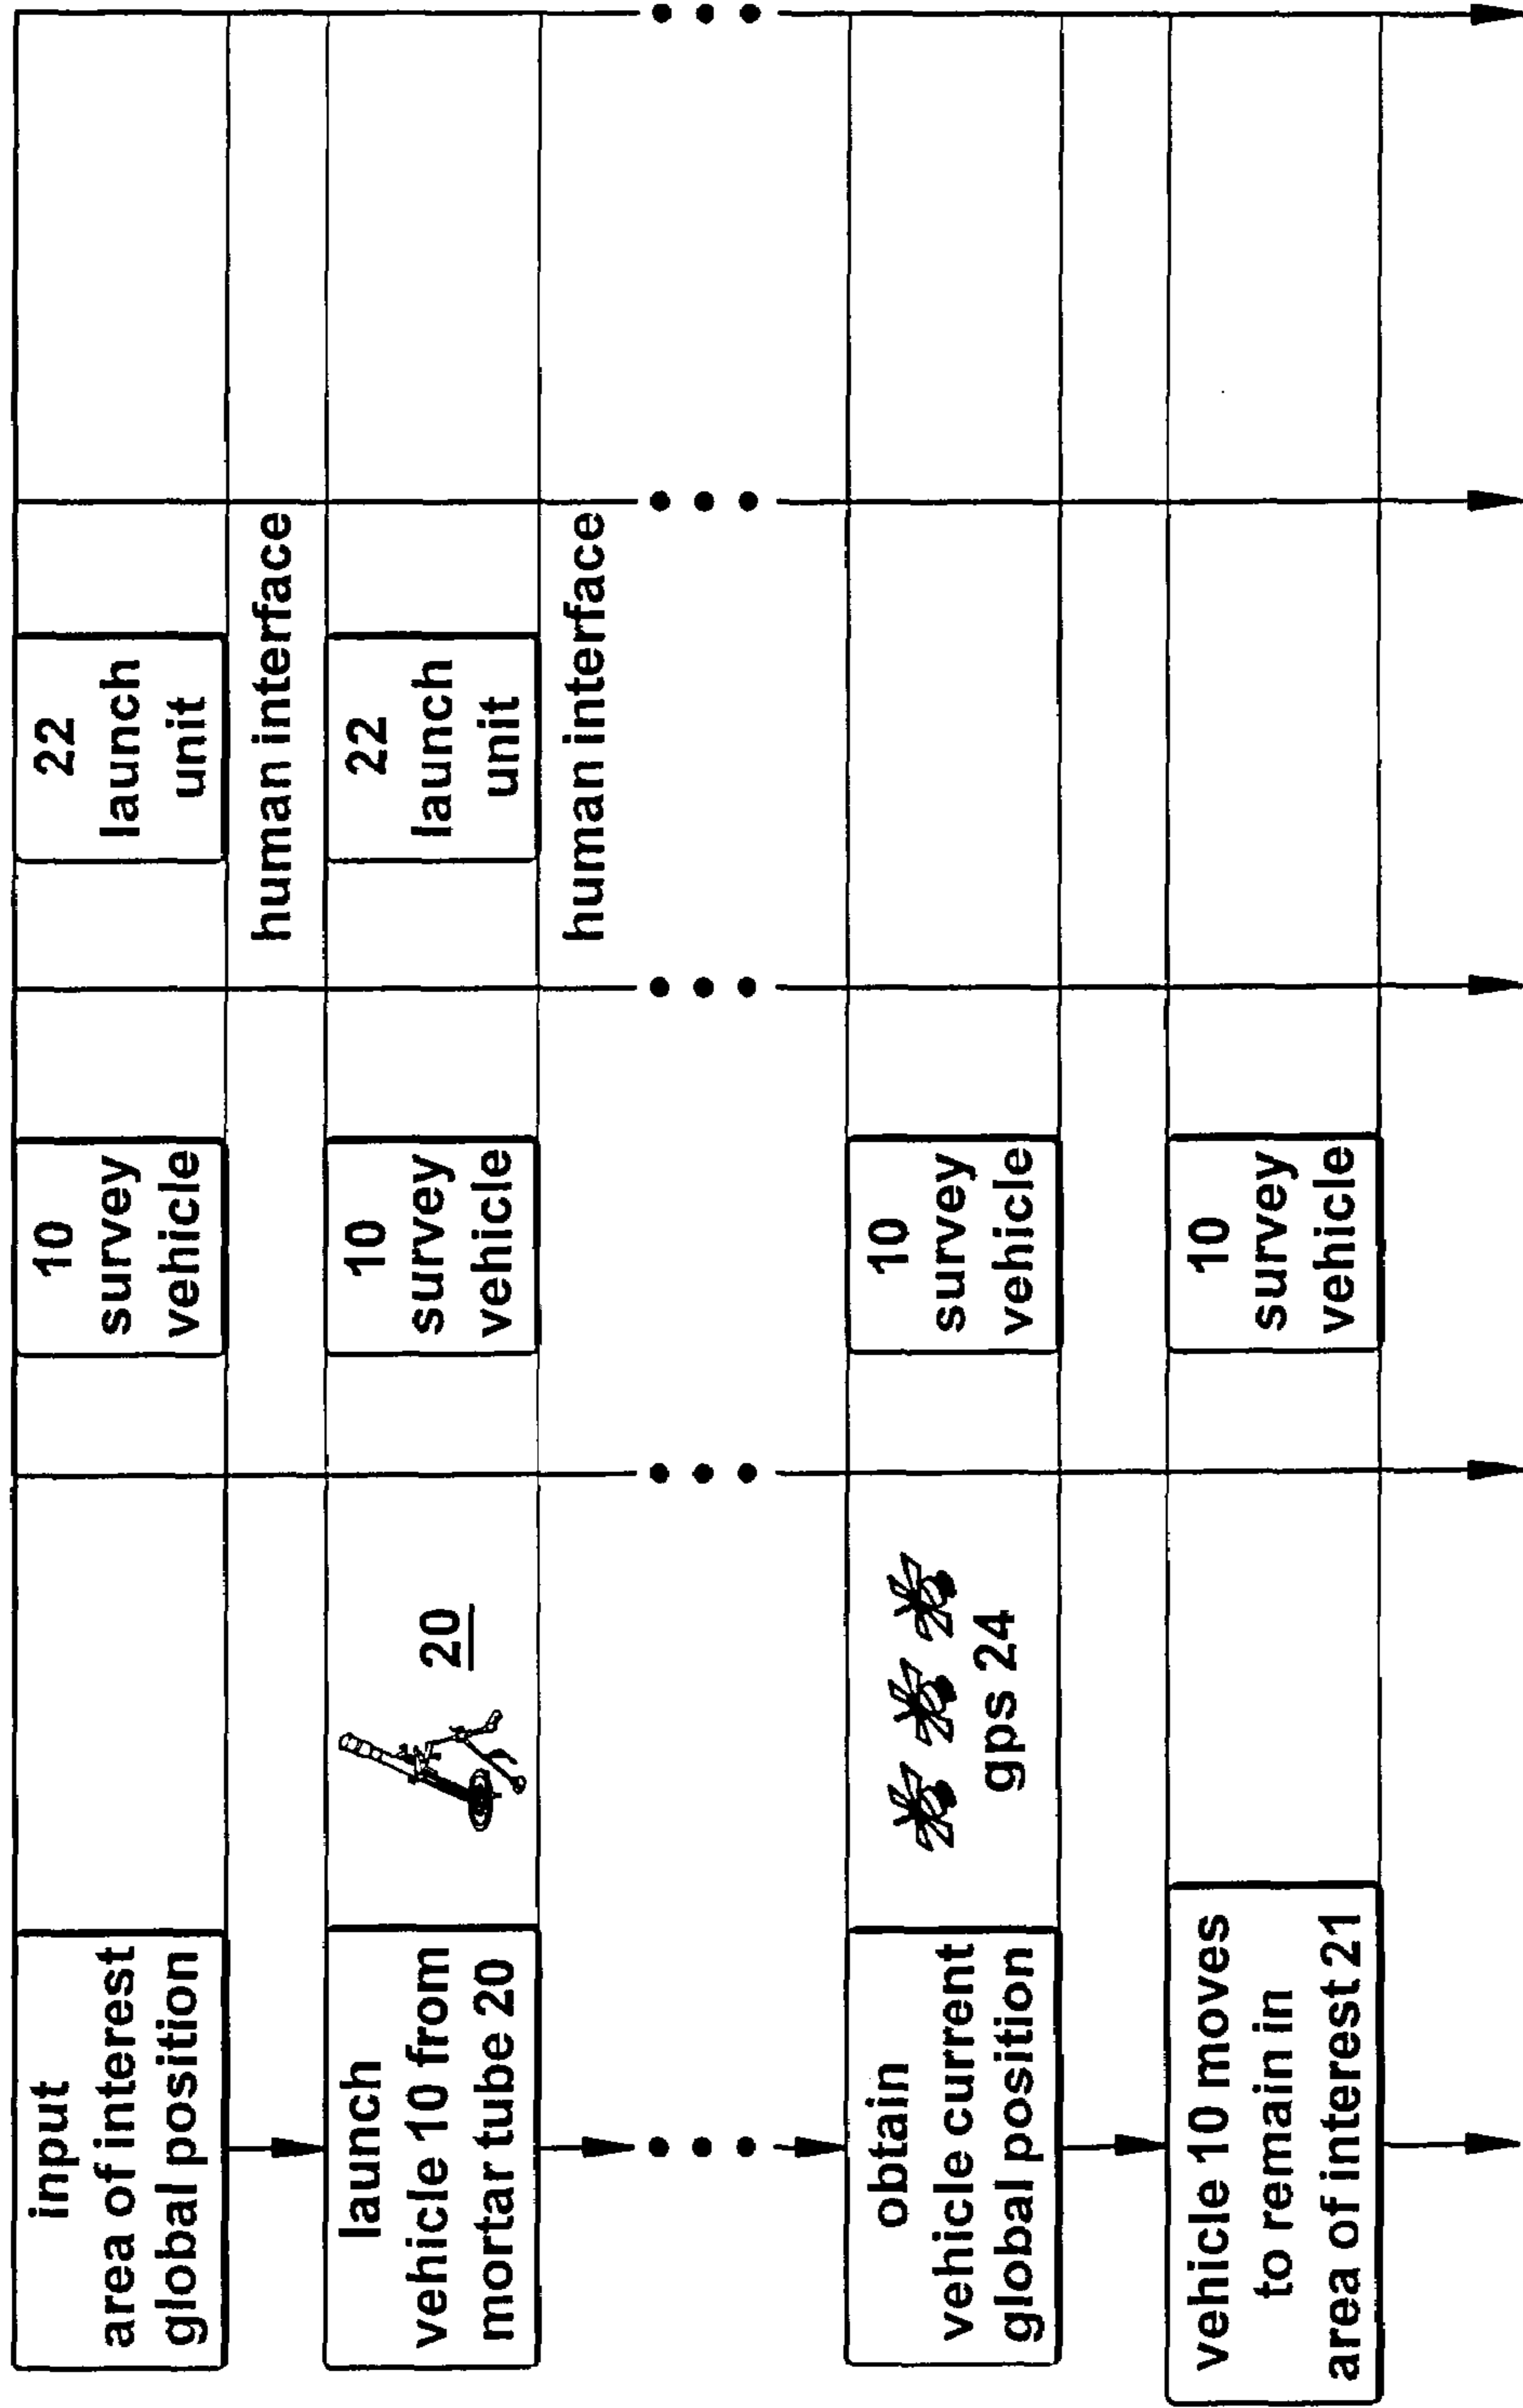 input
area of interest
global position
10
survey
vehicle
22
launch
unit
human interface
launch
vehicle 10 from
mortar tube 20
20
10
survey
vehicle
22
launch
unit
human interface
obtain
vehicle current
global position
gps 24
10
survey
vehicle
vehicle 10 moves
to remain in
area of interest 21
10
survey
vehicle